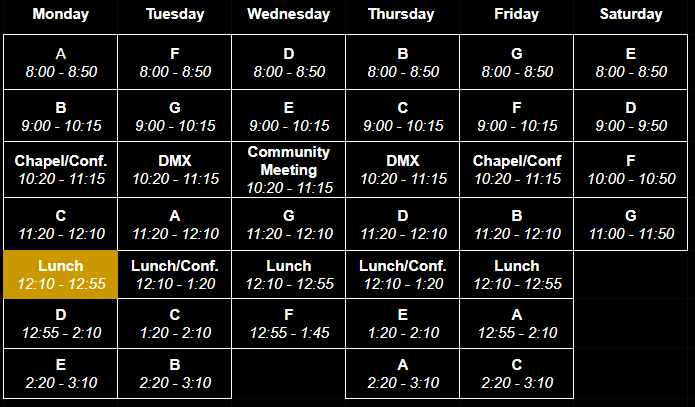 Monday Tuesday Wednesday Thursday Friday Saturday
A F D B G E
8:00 - 8:50 8:00 - 8:50 8:00 - 8:50 8:00 - 8:50 8:00 - 8:50 8:00 - 8:50
B G E C F D
9:00 - 10:15 9:00 - 10:15 9:00 - 10:15 9:00 - 10:15 9:00 - 10:15 9:00 - 9:50
Chapel/Conf. DMX Community Meeting DMX Chapel/Conf F
10:20 - 11:15 10:20 - 11:15 10:20 - 11:15 10:20 - 11:15 10:20 - 11:15 10:00 - 10:50
C A G D B G
11:20 - 12:10 11:20 - 12:10 11:20 - 12:10 11:20 - 12:10 11:20 - 12:10 11:00 - 11:50
Lunch Lunch/Conf. Lunch Lunch/Conf. Lunch
12:10 - 12:55 12:10 - 1:20 12:10 - 12:55 12:10 - 1:20 12:10 - 12:55
D C F E A
12:55 - 2:10 1:20 - 2:10 12:55 - 1:45 1:20 - 2:10 12:55 - 2:10
E B A C
2:20 - 3:10 2:20 - 3:10 2:20 - 3:10 2:20 - 3:10